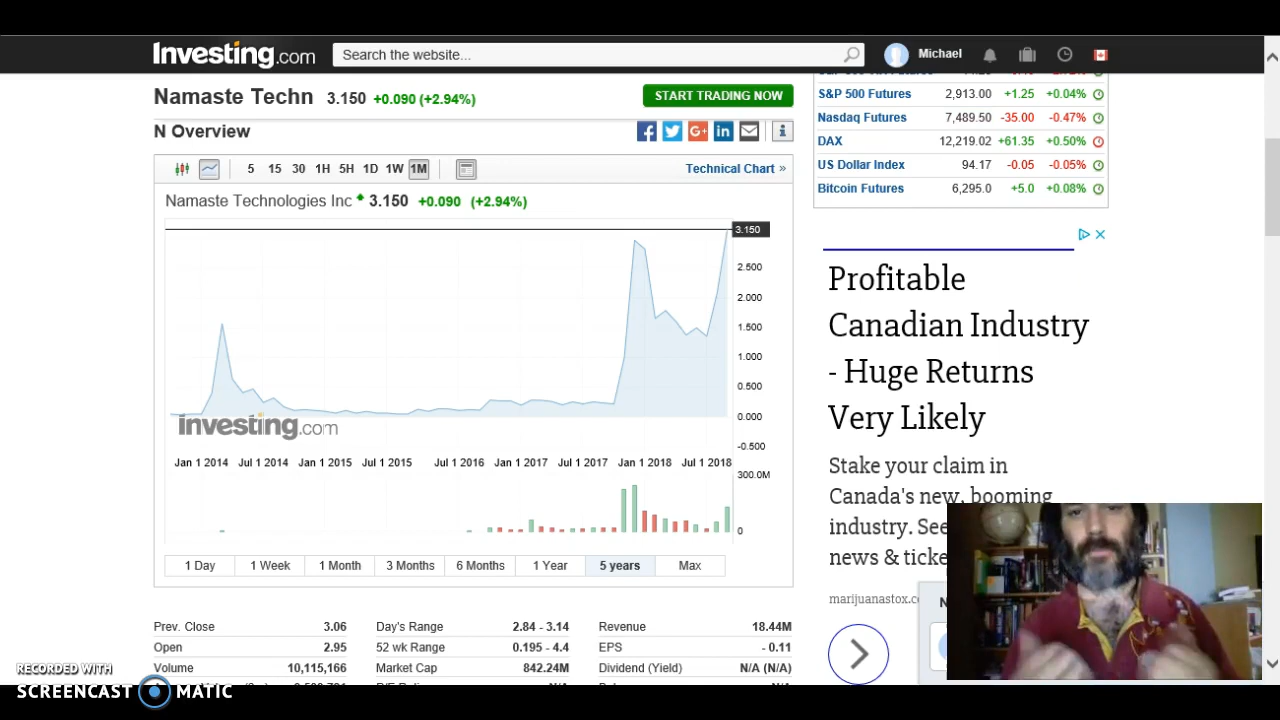 Investing.com
Search the website...
Michael
Namaste Techn 3.150 +0.090 (+2.94%)
START TRADING NOW
N Overview
5 15 30 1H 5H 1D 1W 1M
Technical Chart »
Namaste Technologies Inc 3.150 +0.090 (+2.94%)
3.150
2.500
2.000
1.500
1.000
0.500
0.000
-0.500
Investing.com
Jan 1 2014 Jul 1 2014 Jan 1 2015 Jul 1 2015 Jul 1 2016 Jan 1 2017 Jul 1 2017 Jan 1 2018 Jul 1 2018
300.0M
0
1 Day 1 Week 1 Month 3 Months 6 Months 1 Year 5 years Max
Prev. Close 3.06 Day's Range 2.84 - 3.14 Revenue 18.44M
Open 2.95 52 wk Range 0.195 - 4.4 EPS - 0.11
Volume 10,115,166 Market Cap 842.24M Dividend (Yield) N/A (N/A)
S&P 500 Futures 2,913.00 +1.25 +0.04%
Nasdaq Futures 7,489.50 -35.00 -0.47%
DAX 12,219.02 +61.35 +0.50%
US Dollar Index 94.17 -0.05 -0.05%
Bitcoin Futures 6,295.0 +5.0 +0.08%
Profitable
Canadian Industry
- Huge Returns
Very Likely
Stake your claim in
Canada's new, booming
industry. See
news & ticke
marijuanastox.c
N
RECORDED WITH
SCREENCAST MATIC